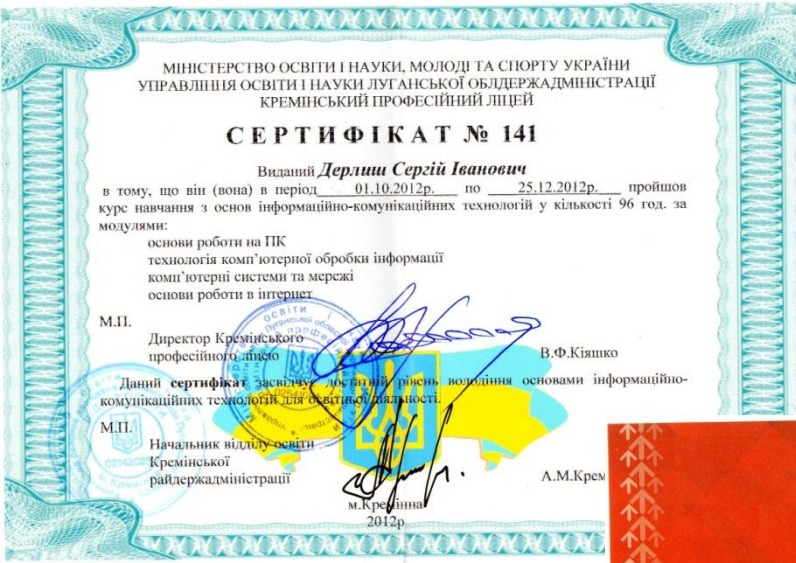 МІНІСТЕРСТВО ОСВІТИ І НАУКИ, МОЛОДІ ТА СПОРТУ УКРАЇНИ
УПРАВЛІННЯ ОСВІТИ І НАУКИ ЛУГАНСЬКОЇ ОБЛДЕРЖАДМІНІСТРАЦІЇ
КРЕМІНСЬКИЙ ПРОФЕСІЙНИЙ ЛІЦЕЙ
СЕРТИФІКАТ № 141
Виданий Дерлиш Сергій Іванович
в тому, що він (вона) в період 01.10.2012р. по 25.12.2012р. пройшов
курс навчання з основ інформаційно-комунікаційних технологій у кількості 96 год. за
модулями:
основи роботи на ПК
технологія комп’ютерної обробки інформації
комп’ютерні системи та мережі
основи роботи в інтернет
М.П.
Директор Кремінського
професійного ліцею
В.Ф.Кіяшко
Даний сертифікат засвідчує достатній рівень володіння основами інформаційно-
комунікаційних технологій для освітньої діяльності.
М.П.
Начальник відділу освіти
Кремінської
райдержадміністрації
А.М.Крем
м.Кремінна
2012р